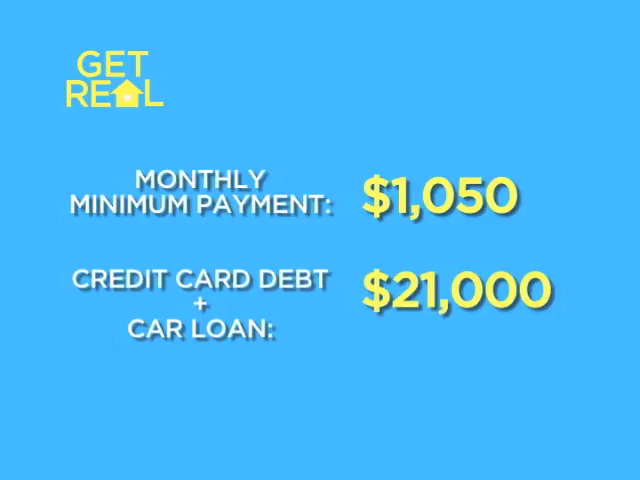 GET
REAL
MONTHLY
MINIMUM PAYMENT: $1,050
CREDIT CARD DEBT $21,000
+
CAR LOAN: